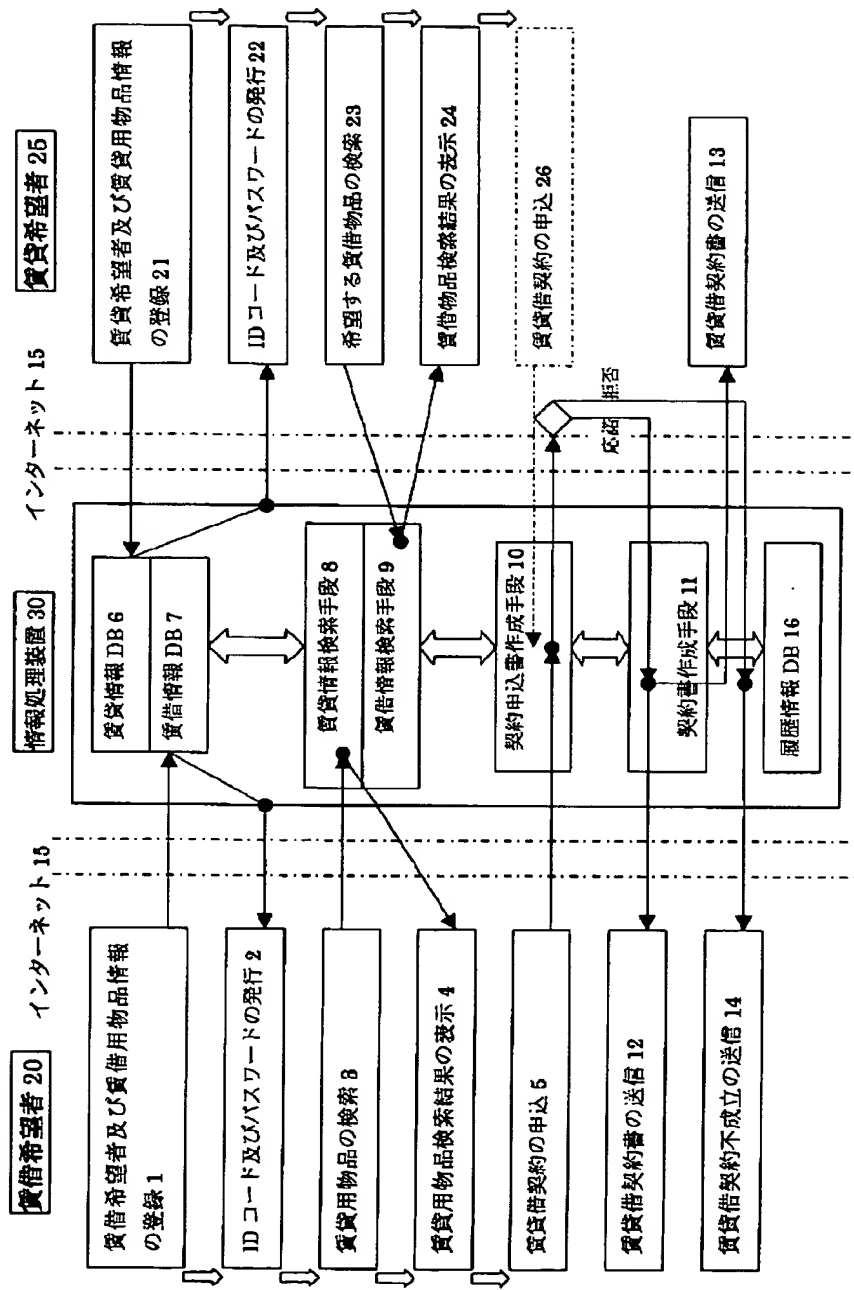 賃借希望者 20
インターネット 15
情報処理装置 30
インターネット 15
賃貸希望者 25
賃借希望者及び賃借用物品情報
の登録 1
ID コード及びパスワードの発行 2
賃貸用物品の検索 3
賃貸用物品検索結果の表示 4
賃貸借契約の申込 5
賃貸借契約書の送信 12
賃貸借契約不成立の送信 14
賃貸情報 DB 6
賃借情報 DB 7
賃貸情報検索手段 8
賃借情報検索手段 9
契約申込書作成手段 10
契約書作成手段 11
履歴情報 DB 16
賃貸希望者及び賃貸用物品情報
の登録 21
ID コード及びパスワードの発行 22
希望する賃借物品の検索 23
賃借物品検索結果の表示 24
賃貸借契約の申込 26
応諾
拒否
賃貸借契約書の送信 13